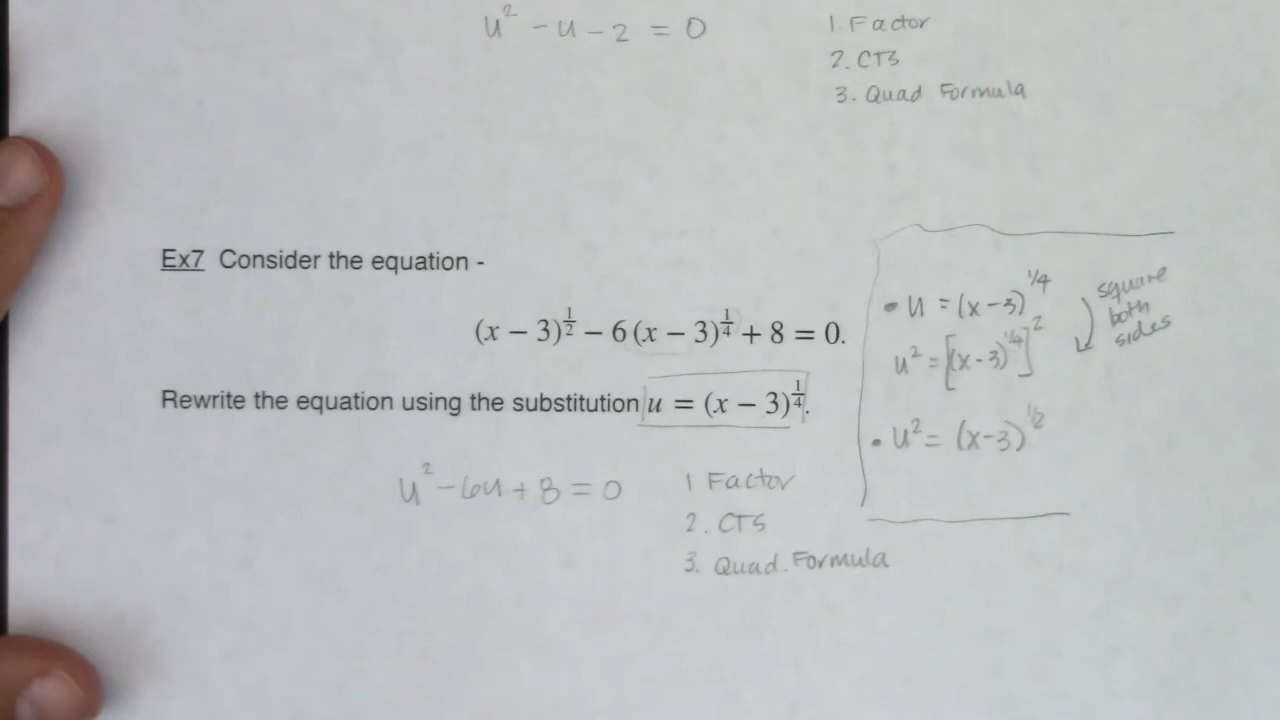 u² - u - 2 = 0
1. Factor
2. CTS
3. Quad Formula
Ex7 Consider the equation -
(x − 3)^{1/2} − 6(x − 3)^{1/4} + 8 = 0.
Rewrite the equation using the substitution u = (x − 3)^{1/4}.
u² - 6u + 8 = 0
1 Factor
2. CTS
3. Quad. Formula
• u = (x-3)^{1/4}
u² = [(x-3)^{1/4}]²
• u² = (x-3)^{1/2}
square
both
sides